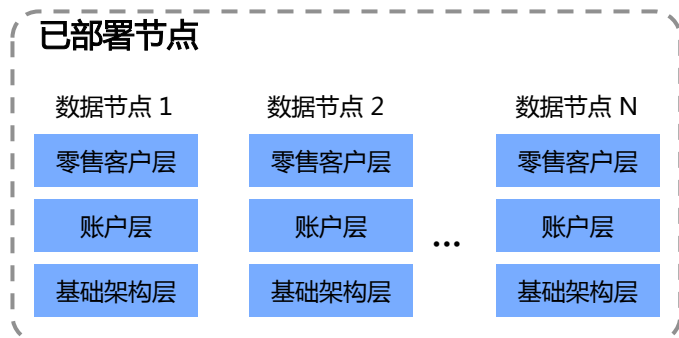 已部署节点
数据节点 1
数据节点 2
数据节点 N
零售客户层
零售客户层
零售客户层
账户层
账户层
...
账户层
基础架构层
基础架构层
基础架构层